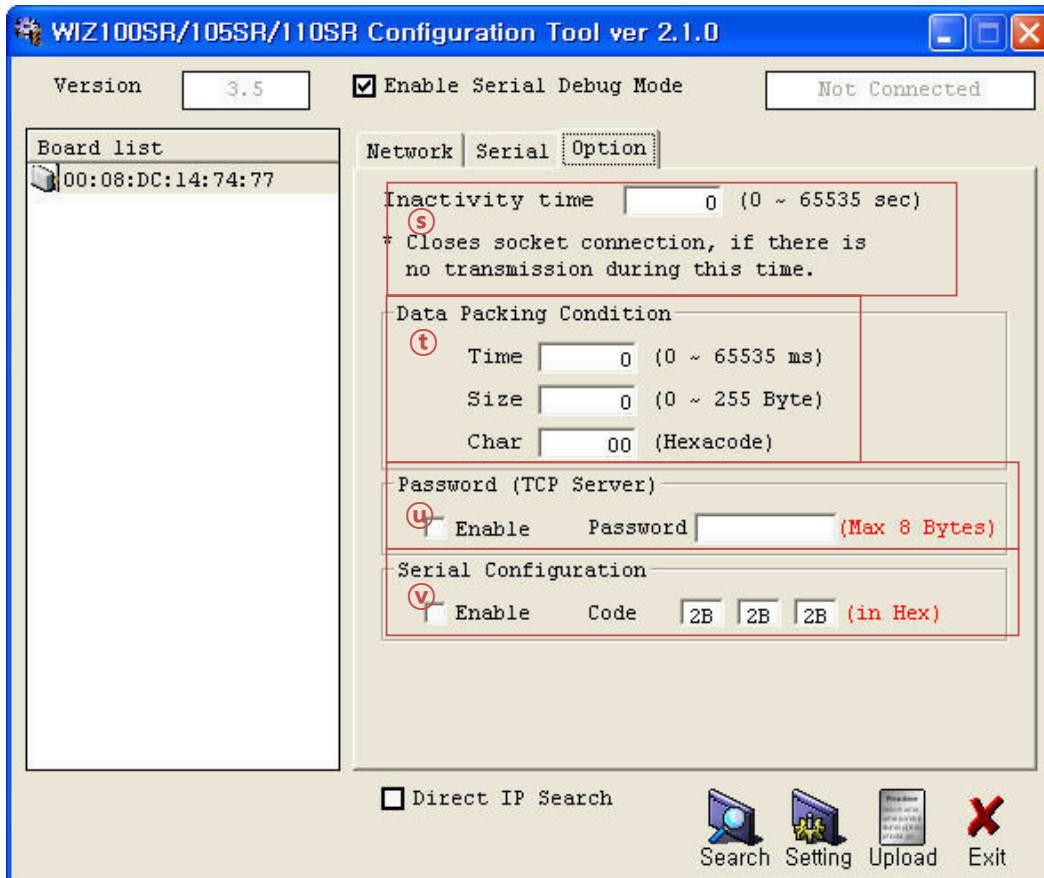 WIZ100SR/105SR/110SR Configuration Tool ver 2.1.0
Version 3.5 Enable Serial Debug Mode Not Connected
Board list
00:08:DC:14:74:77
Network Serial Option
Inactivity time 0 (0 ~ 65535 sec)
ⓢ
* Closes socket connection, if there is
no transmission during this time.
Data Packing Condition
ⓣ
Time 0 (0 ~ 65535 ms)
Size 0 (0 ~ 255 Byte)
Char 00 (Hexacode)
Password (TCP Server)
ⓤ
Enable Password (Max 8 Bytes)
Serial Configuration
ⓥ
Enable Code 2B 2B 2B (in Hex)
Direct IP Search
Search Setting Upload Exit